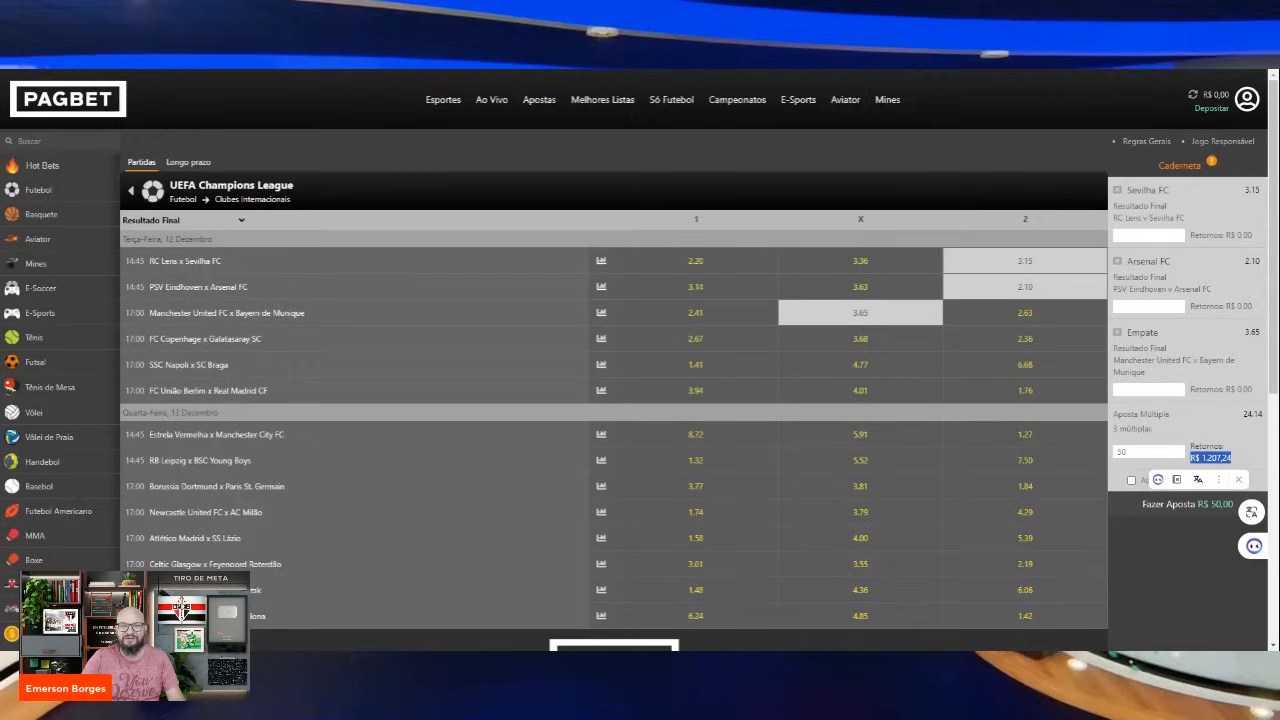 PAGBET
Esportes Ao Vivo Apostas Melhores Listas Só Futebol Campeonatos E-Sports Aviator Mines
R$ 0,00
Depositar
Buscar
Hot Bets
Futebol
Basquete
Aviator
Mines
E-Soccer
E-Sports
Tênis
Futsal
Tênis de Mesa
Vôlei
Vôlei de Praia
Handebol
Basebol
Futebol Americano
MMA
Boxe
Partidas Longo prazo
UEFA Champions League
Futebol → Clubes Internacionais
Resultado Final 1 X 2
Terça-Feira, 12 Dezembro
14:45 RC Lens x Sevilha FC 2.20 3.36 3.15
14:45 PSV Eindhoven x Arsenal FC 3.14 3.63 2.10
17:00 Manchester United FC x Bayern de Munique 2.41 3.65 2.63
17:00 FC Copenhage x Galatasaray SC 2.67 3.68 2.36
17:00 SSC Napoli x SC Braga 1.41 4.77 6.68
17:00 FC União Berlim x Real Madrid CF 3.94 4.01 1.76
Quarta-Feira, 13 Dezembro
14:45 Estrela Vermelha x Manchester City FC 8.72 5.91 1.27
14:45 RB Leipzig x BSC Young Boys 1.32 5.52 7.50
17:00 Borussia Dortmund x Paris St. Germain 3.77 3.81 1.84
17:00 Newcastle United FC x AC Milão 1.74 3.79 4.29
17:00 Atlético Madrid x SS Lázio 1.58 4.00 5.39
17:00 Celtic Glasgow x Feyenoord Roterdão 3.01 3.55 2.19
tsk 1.48 4.36 6.06
lona 6.24 4.85 1.42
• Regras Gerais • Jogo Responsável
Caderneta 3
Sevilha FC 3.15
Resultado Final
RC Lens v Sevilha FC
Retornos: R$ 0.00
Arsenal FC 2.10
Resultado Final
PSV Eindhoven v Arsenal FC
Retornos: R$ 0.00
Empate 3.65
Resultado Final
Manchester United FC v Bayern de
Munique
Retornos: R$ 0.00
Aposta Múltipla 24.14
3 múltiplas
50 Retornos:
R$ 1.207,24
Fazer Aposta R$ 50,00
TIRO DE META
Emerson Borges